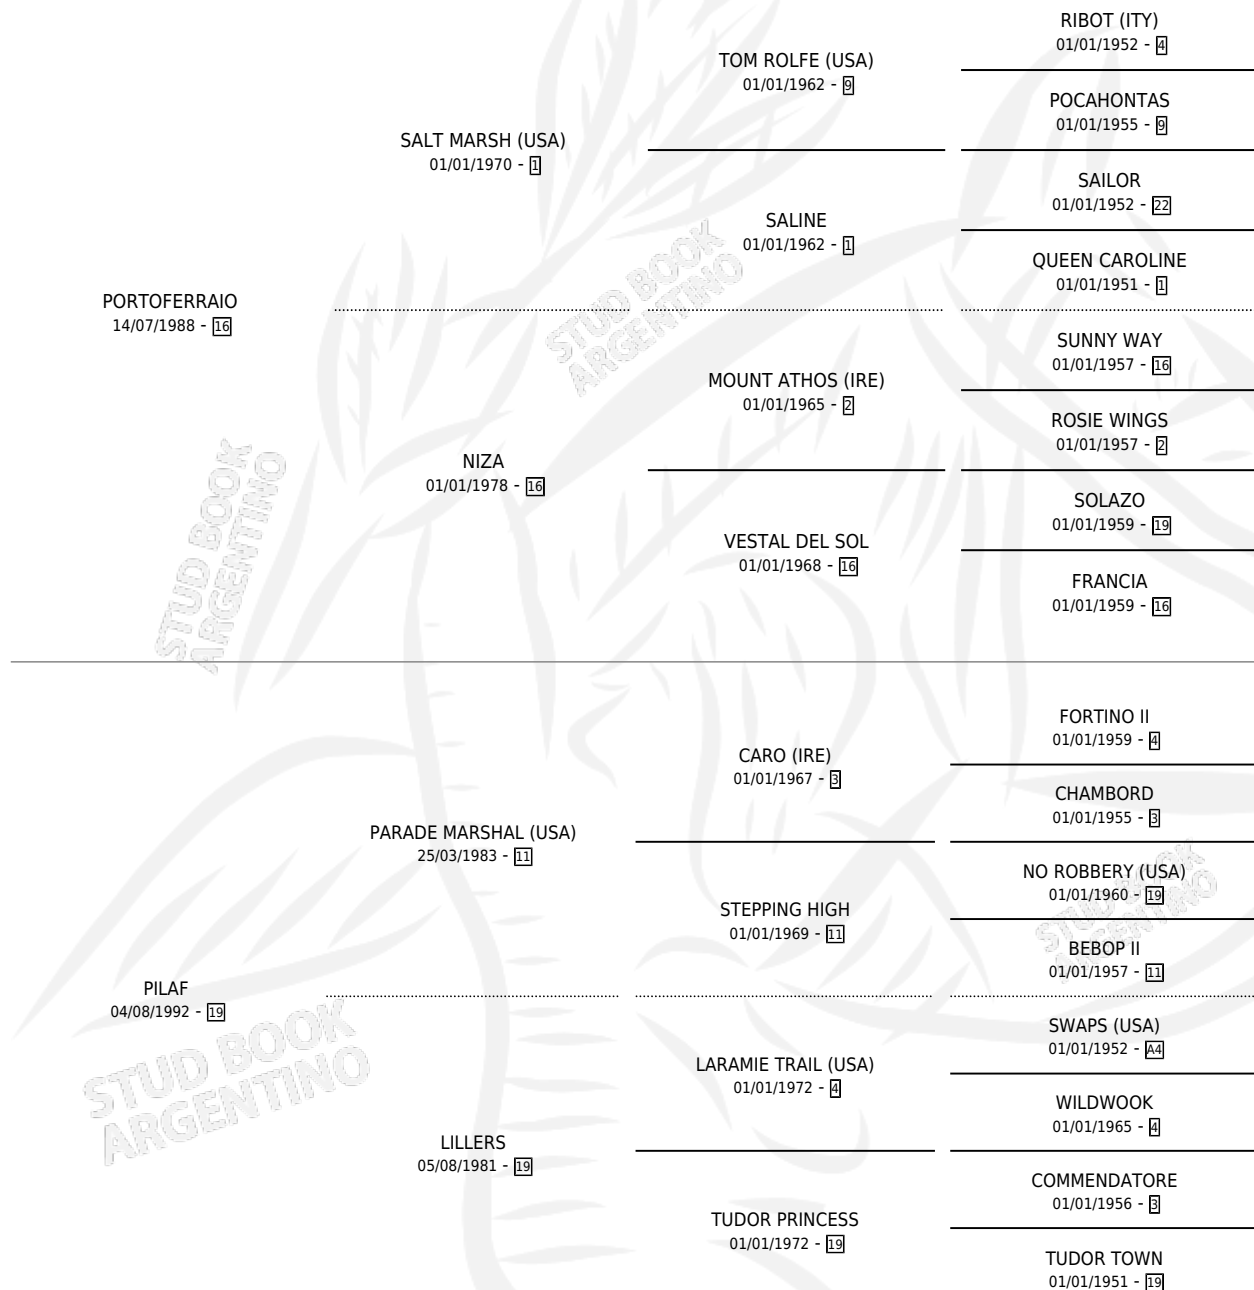 RIBOT (ITY)
01/01/1952 - 4
TOM ROLFE (USA)
01/01/1962 - 9
POCAHONTAS
01/01/1955 - 9
SALT MARSH (USA)
01/01/1970 - 1
SAILOR
01/01/1952 - 22
SALINE
01/01/1962 - 1
QUEEN CAROLINE
01/01/1951 - 1
PORTOFERRAIO
14/07/1988 - 16
STUD BOOK
ARGENTINO
SUNNY WAY
01/01/1957 - 16
MOUNT ATHOS (IRE)
01/01/1965 - 2
ROSIE WINGS
01/01/1957 - 2
NIZA
01/01/1978 - 16
SOLAZO
01/01/1959 - 19
VESTAL DEL SOL
01/01/1968 - 16
FRANCIA
01/01/1959 - 16
STUD BOOK
ARGENTINO
FORTINO II
01/01/1959 - 4
CARO (IRE)
01/01/1967 - 3
CHAMBORD
01/01/1955 - 3
PARADE MARSHAL (USA)
25/03/1983 - 11
NO ROBBERY (USA)
01/01/1960 - 19
STEPPING HIGH
01/01/1969 - 11
STUD BOOK
ARGENTINO
BEBOP II
01/01/1957 - 11
PILAF
04/08/1992 - 19
SWAPS (USA)
01/01/1952 - A4
LARAMIE TRAIL (USA)
01/01/1972 - 4
WILDWOOK
01/01/1965 - 4
STUD BOOK
ARGENTINO
LILLERS
05/08/1981 - 19
COMMENDATORE
01/01/1956 - 3
TUDOR PRINCESS
01/01/1972 - 19
TUDOR TOWN
01/01/1951 - 19